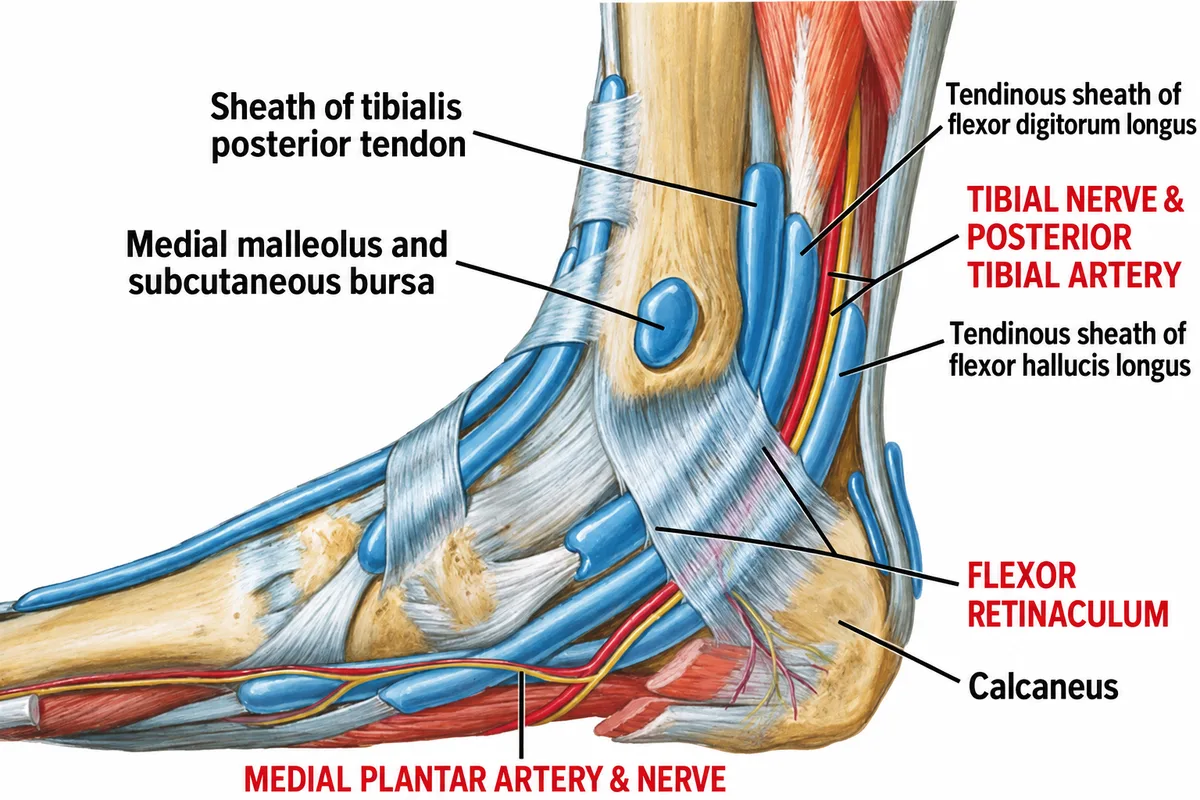 Sheath of tibialis
posterior tendon
Medial malleolus and
subcutaneous bursa
Tendinous sheath of
flexor digitorum longus
TIBIAL NERVE &
POSTERIOR
TIBIAL ARTERY
Tendinous sheath of
flexor hallucis longus
FLEXOR
RETINACULUM
Calcaneus
MEDIAL PLANTAR ARTERY & NERVE